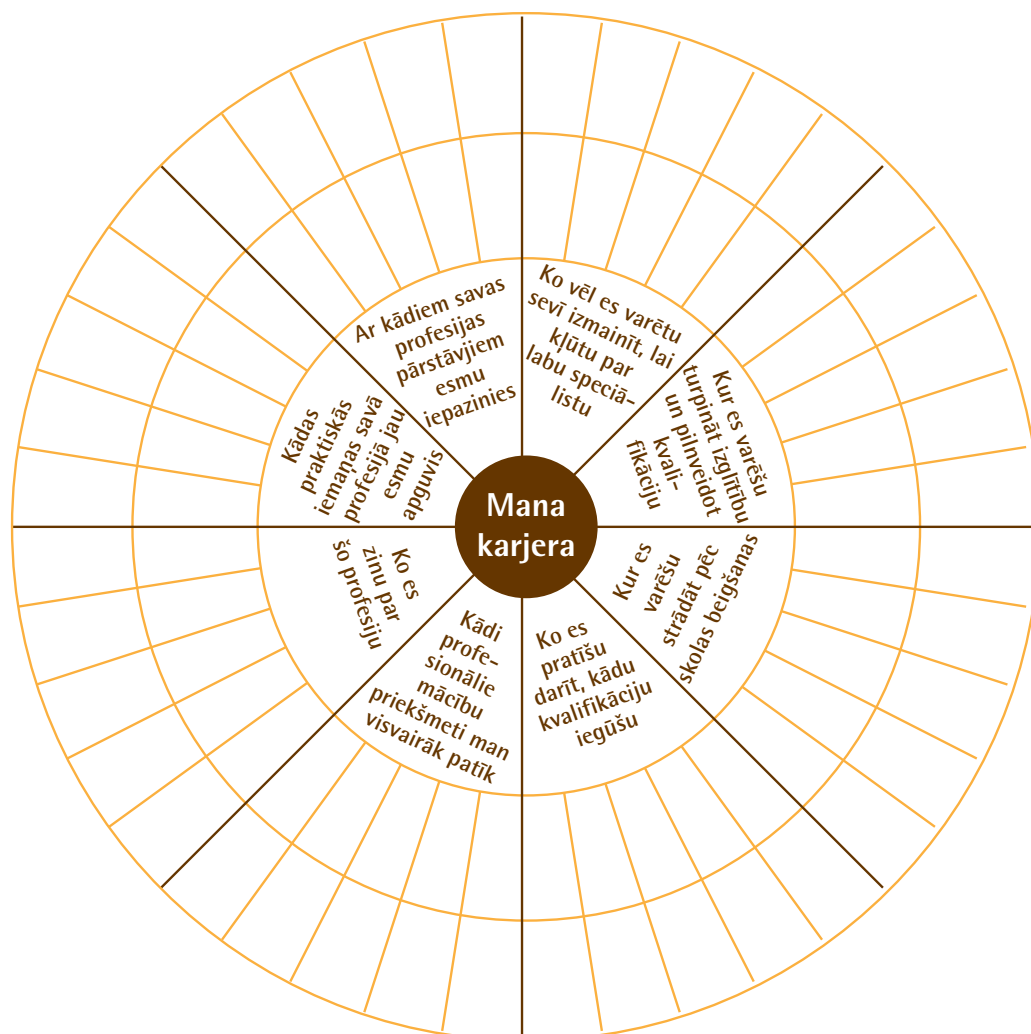 Mana
karjera
Ko vēl es varētu
sevī izmainīt, lai
kļūtu par
labu speciā-
listu
Kur es varēšu
turpināt izglītību
un pilnveidot
kvali-
fikāciju
Kur es
varēšu
strādāt pēc
skolas beigšanas
Ko es
pratīšu
darīt, kādu
kvalifikāciju
iegūšu
Kādi
profe-
sionālie
mācību
priekšmeti man
visvairāk patīk
Ko es
zinu par
šo profesiju
Kādas
praktiskās
iemaņas savā
profesijā jau
esmu
apguvis
Ar kādiem savas
profesijas
pārstāvjiem
esmu
iepazinies